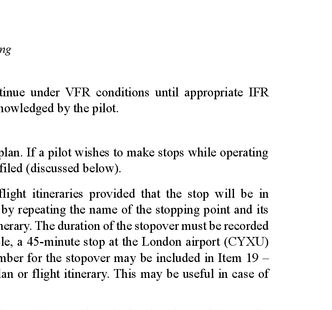 ng
tinue under VFR conditions until appropriate IFR
nowledged by the pilot.
plan. If a pilot wishes to make stops while operating
filed (discussed below).
flight itineraries provided that the stop will be in
by repeating the name of the stopping point and its
nerary. The duration of the stopover must be recorded
le, a 45-minute stop at the London airport (CYXU)
mber for the stopover may be included in Item 19 –
lan or flight itinerary. This may be useful in case of